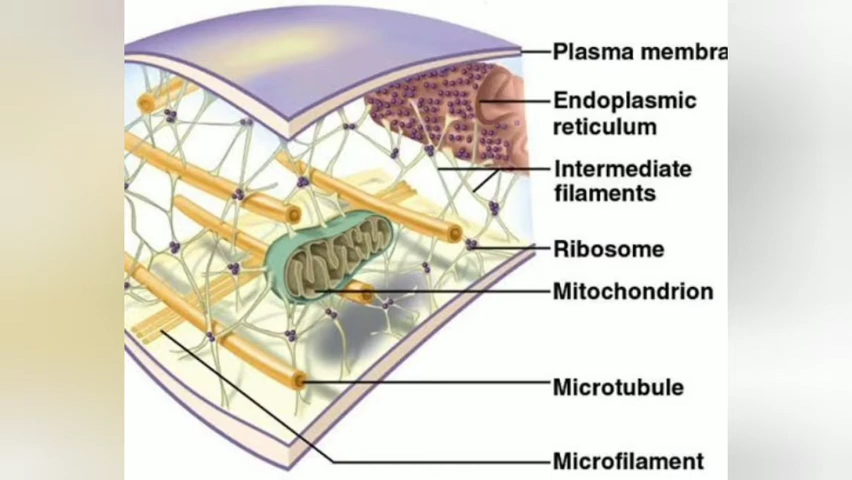 Plasma membra
Endoplasmic
reticulum
Intermediate
filaments
Ribosome
Mitochondrion
Microtubule
Microfilament